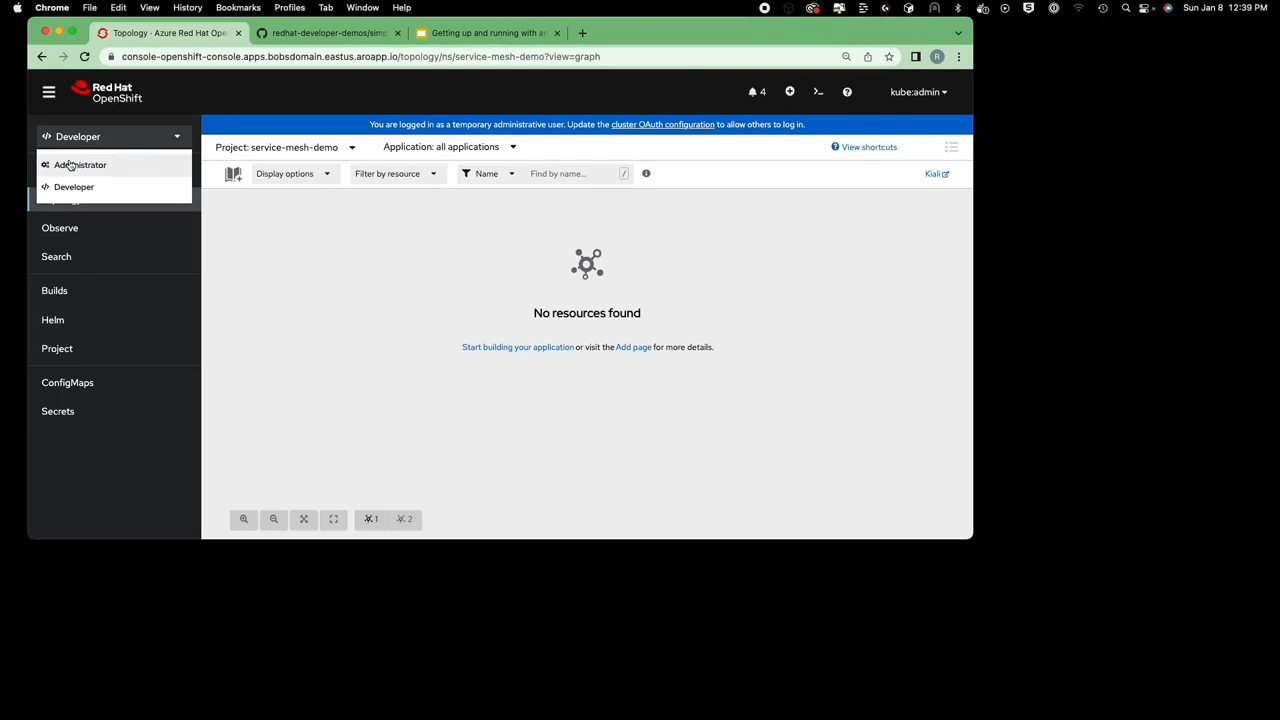 Chrome File Edit View History Bookmarks Profiles Tab Window Help Sun Jan 8 12:39 PM
Topology - Azure Red Hat Ope
redhat-developer-demos/simp
Getting up and running with a
console-openshift-console.apps.bobsdomain.eastus.aroapp.io/topology/ns/service-mesh-demo?view=graph
R
Red Hat
OpenShift
4
kube:admin
Developer
You are logged in as a temporary administrative user. Update the cluster OAuth configuration to allow others to log in.
Administrator
Developer
Project: service-mesh-demo
Application: all applications
View shortcuts
Display options
Filter by resource
Name
Find by name...
/
Kiali
Observe
Search
Builds
Helm
Project
ConfigMaps
Secrets
No resources found
Start building your application or visit the Add page for more details.
1
2